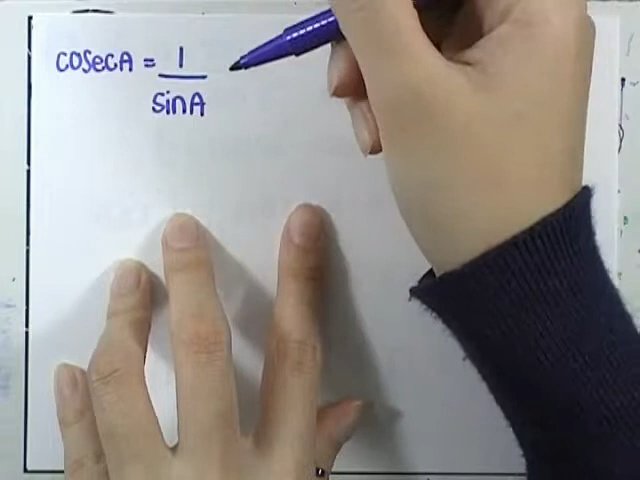 cosecA = 1/sinA